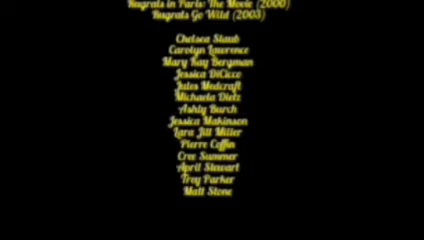 Rugrats in Paris: The Movie (2000)
Rugrats Go Wild (2003)
Chelsea Staub
Carolyn Lawrence
Mary Kay Bergman
Jessica DiCicco
Jules Medcraft
Michaela Dietz
Ashly Burch
Jessica Makinson
Lara Jill Miller
Pierre Coffin
Cree Summer
April Stewart
Trey Parker
Matt Stone